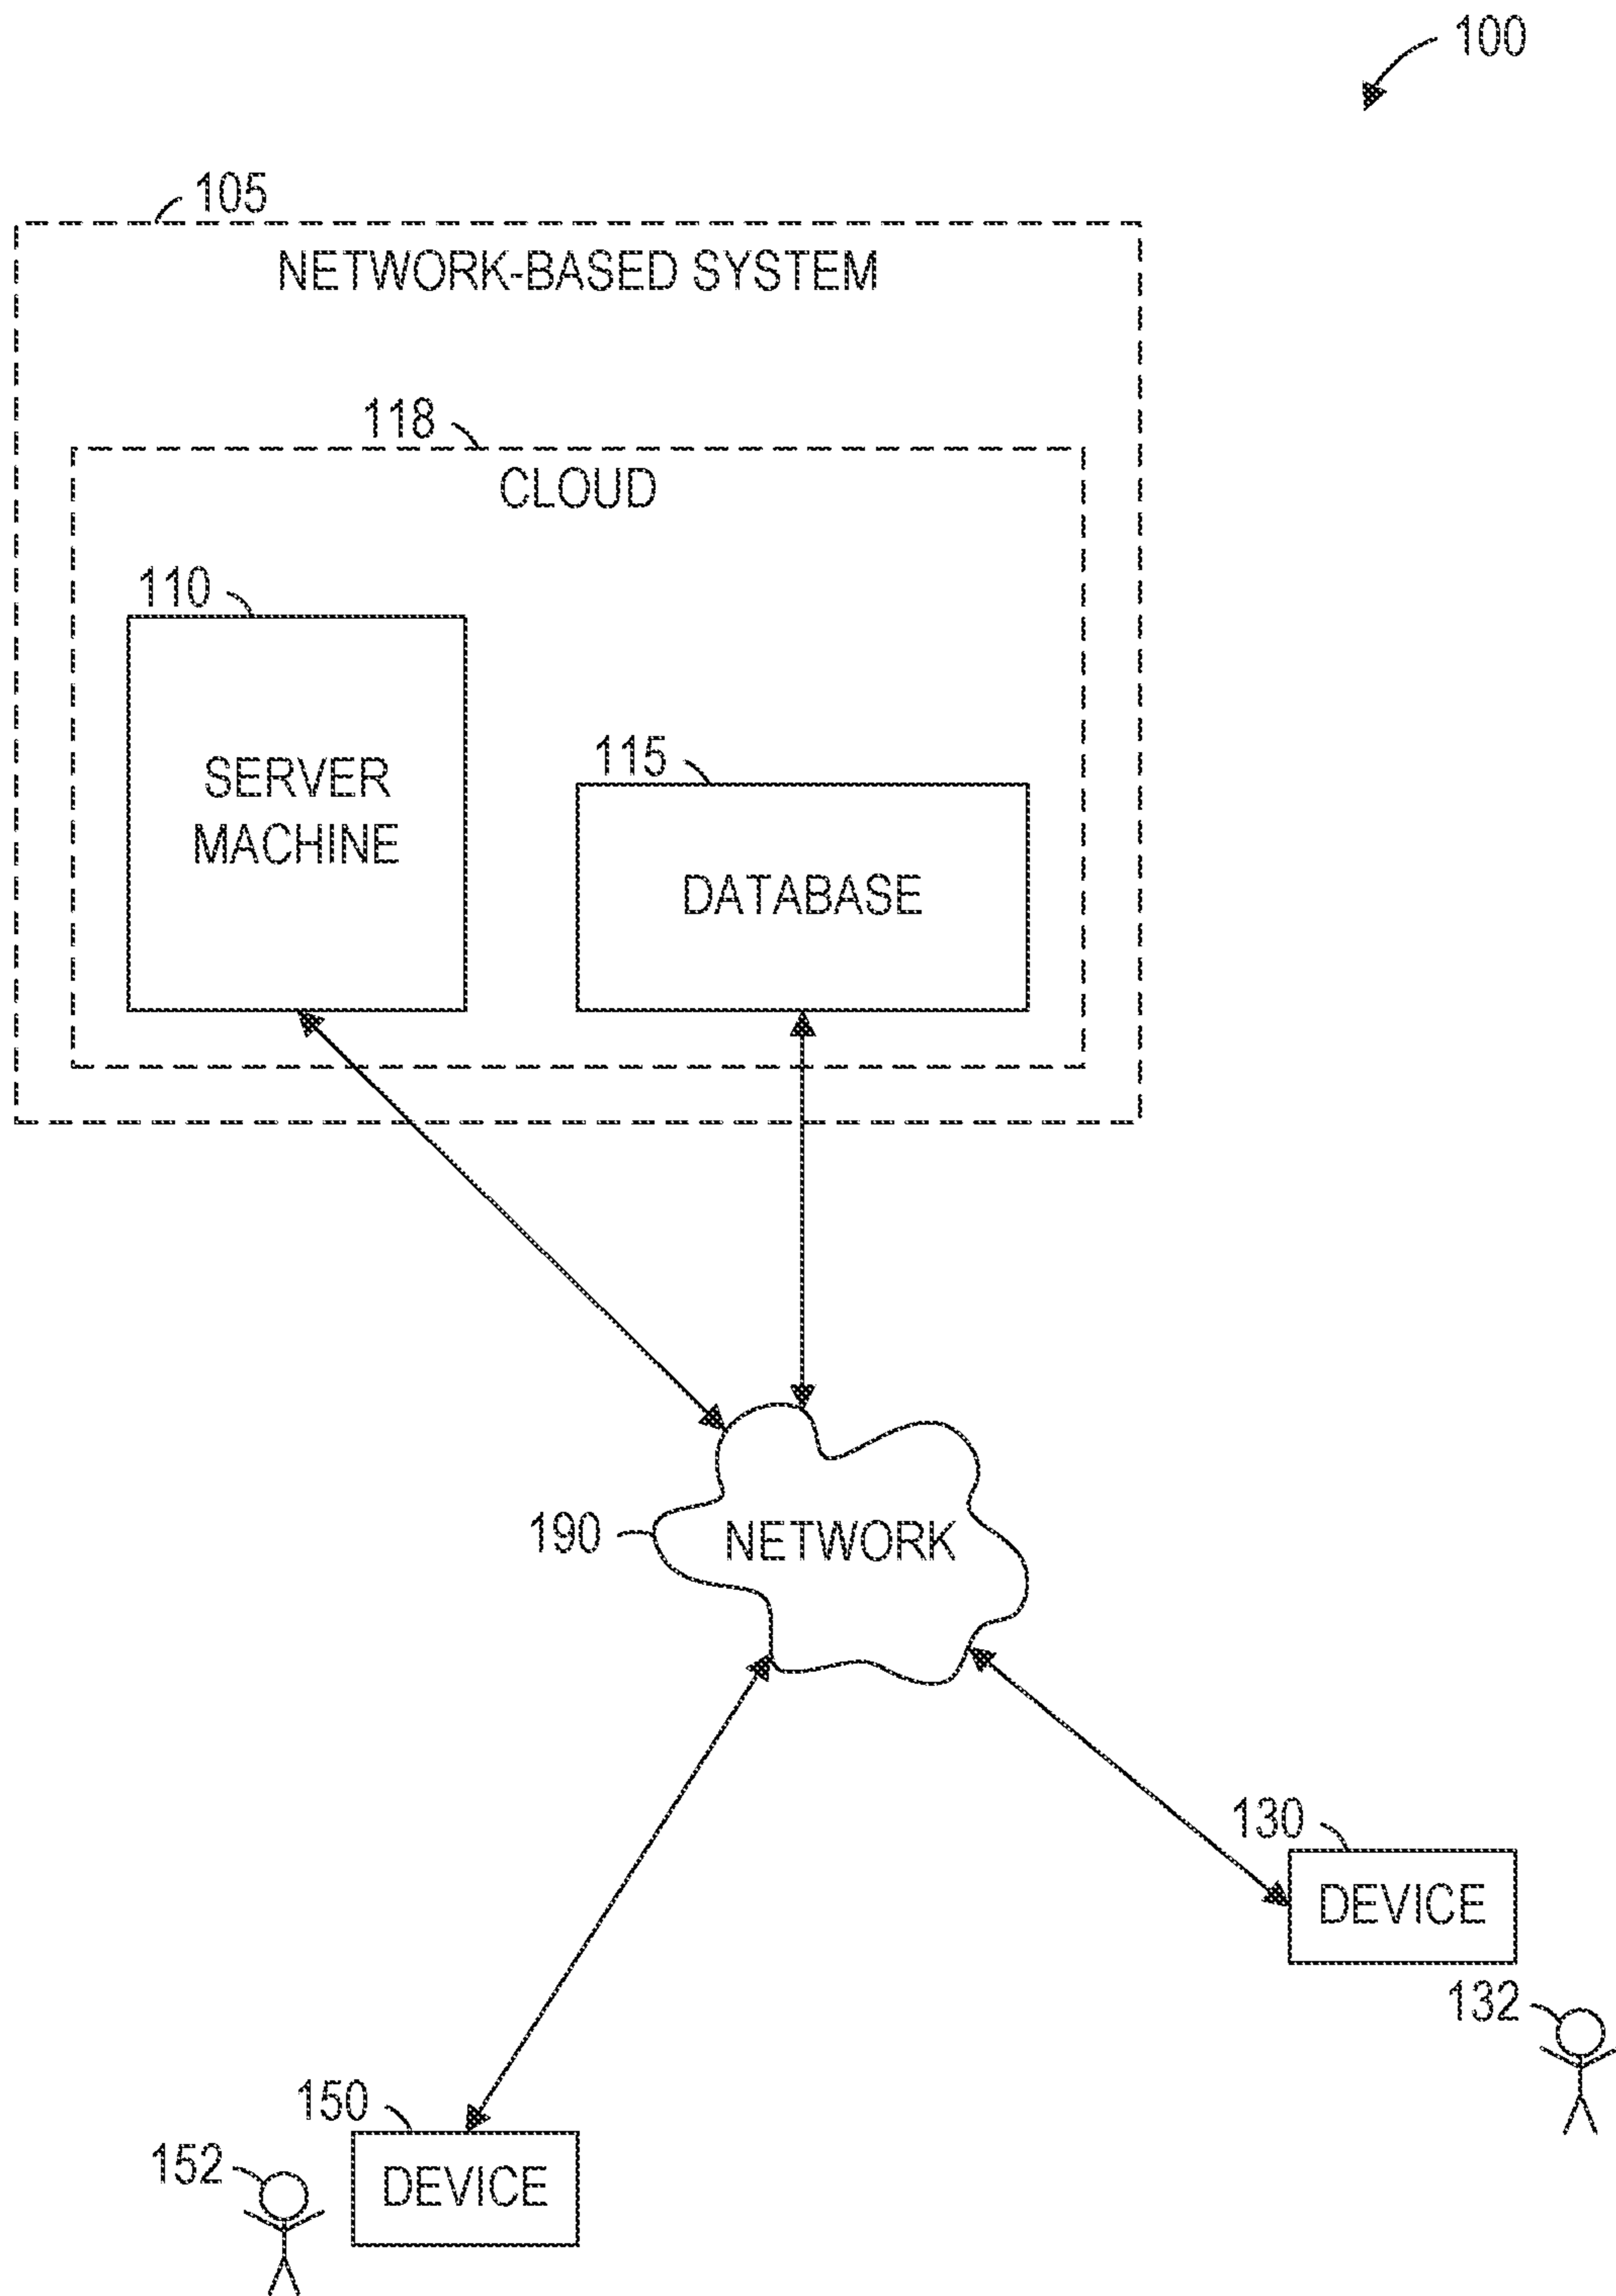 100
105
NETWORK-BASED SYSTEM
118
CLOUD
110
SERVER
MACHINE
115
DATABASE
190
NETWORK
130
DEVICE
132
150
152
DEVICE